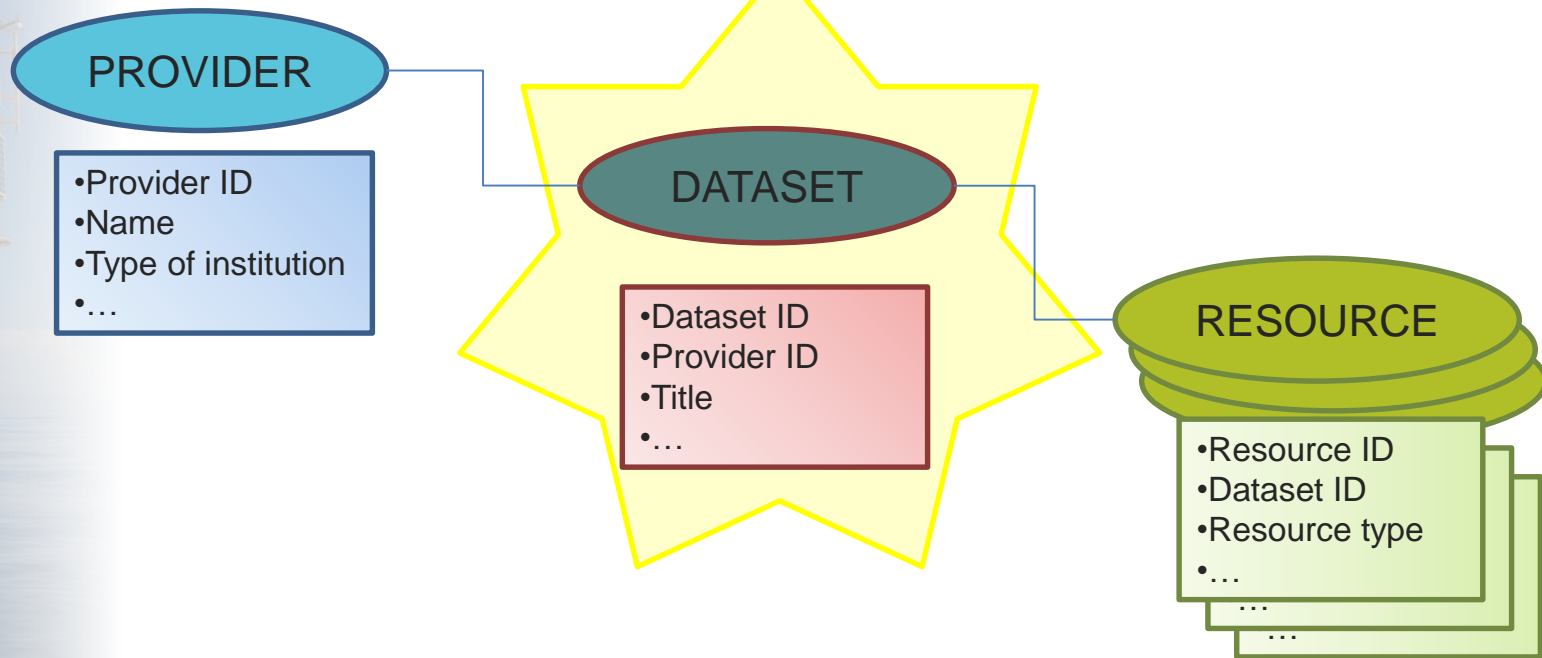 PROVIDER
•Provider ID
•Name
•Type of institution
•…
DATASET
•Dataset ID
•Provider ID
•Title
•…
RESOURCE
•Resource ID
•Dataset ID
•Resource type
•…
…
…